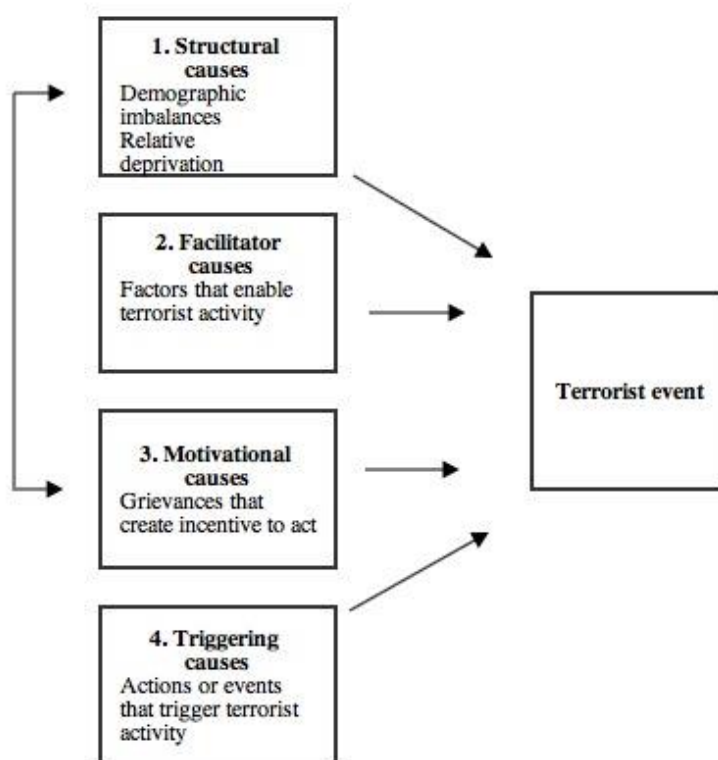 1. Structural
causes
Demographic
imbalances
Relative
deprivation
2. Facilitator
causes
Factors that enable
terrorist activity
3. Motivational
causes
Grievances that
create incentive to act
4. Triggering
causes
Actions or events
that trigger terrorist
activity
Terrorist event